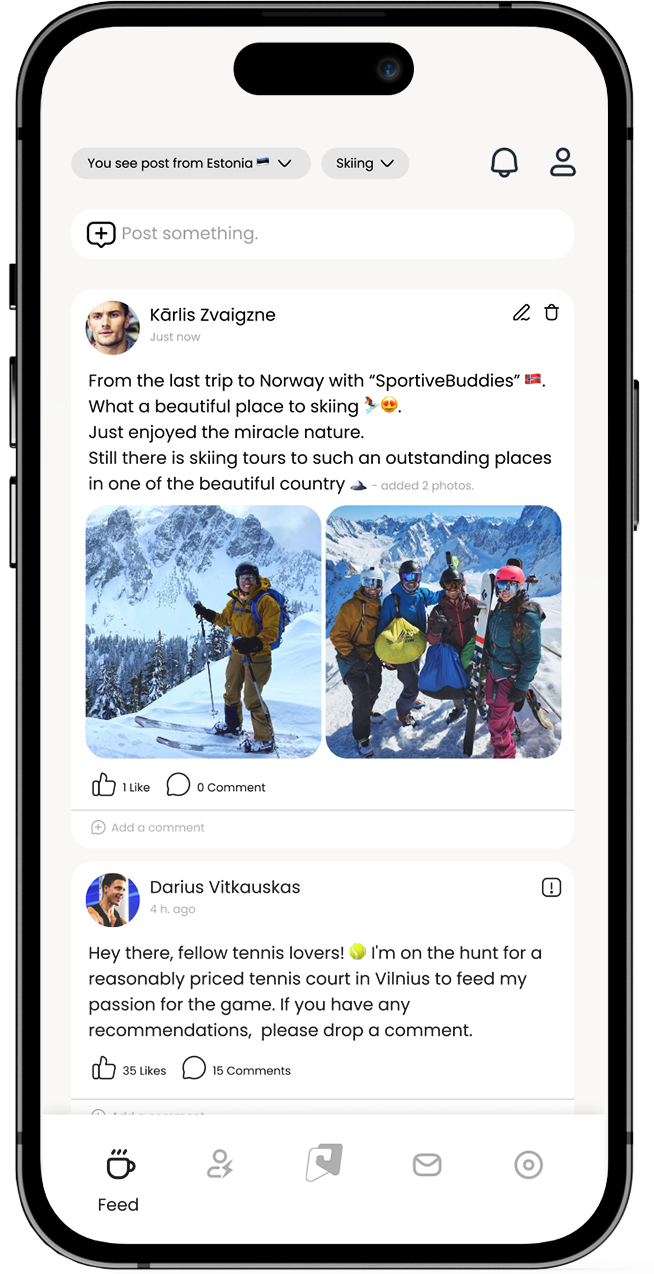 You see post from Estonia 🇪🇪
Skiing
Post something.
Kārlis Zvaigzne
Just now
From the last trip to Norway with “SportiveBuddies” 🇳🇴.
What a beautiful place to skiing ⛷️😍.
Just enjoyed the miracle nature.
Still there is skiing tours to such an outstanding places
in one of the beautiful country 🏔️ - added 2 photos.
1 Like
0 Comment
Add a comment
Darius Vitkauskas
4 h. ago
Hey there, fellow tennis lovers! 🎾 I'm on the hunt for a
reasonably priced tennis court in Vilnius to feed my
passion for the game. If you have any
recommendations,  please drop a comment.
35 Likes
15 Comments
Add a comment
Feed